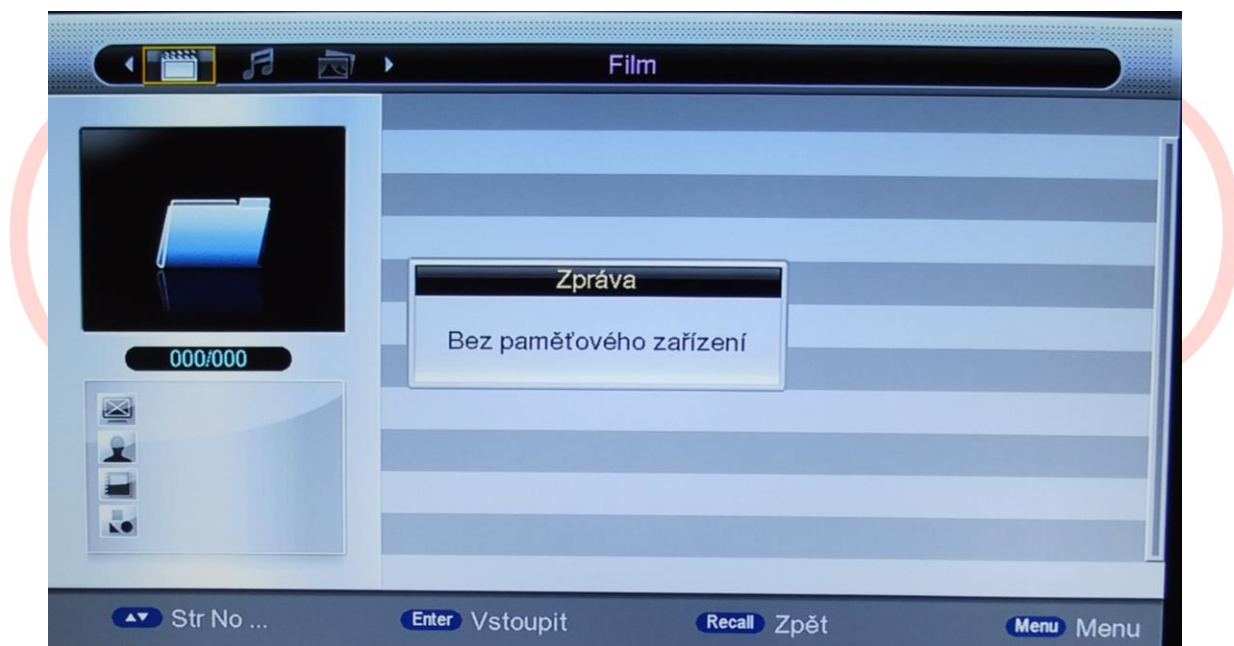 Film
Zpráva
Bez paměťového zařízení
000/000
Str No ...
Enter Vstoupit
Recall Zpět
Menu Menu